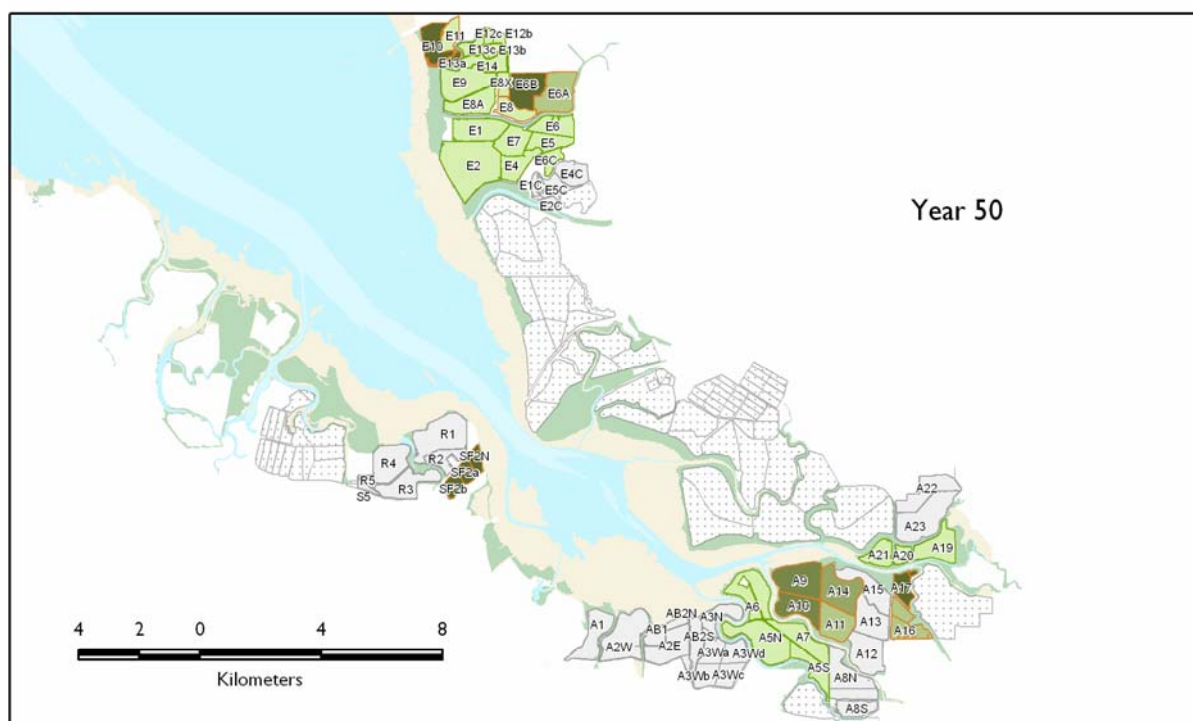 E11
E12c E12b
E10
E13c E13b
E13a
E14
E9
E8X
E6B
E6A
E8A
E8
E1
E6
E7
E5
E2
E4
E6C
E4C
E1C
E5C
E2C
Year 50
R1
R2
SF2N
R4
SF2a
R5
R3
SF2b
S5
A22
A23
A19
A21 A20
A9
A14
A15
A17
A6
A10
A11
A13
A16
A1
AB2N
A3N
AB1
AB2S
A5N
A7
A2W
A2E
A3Wa
A3Wd
A12
A5S
A8N
A3Wb
A3Wc
A8S
4 2 0 4 8
Kilometers